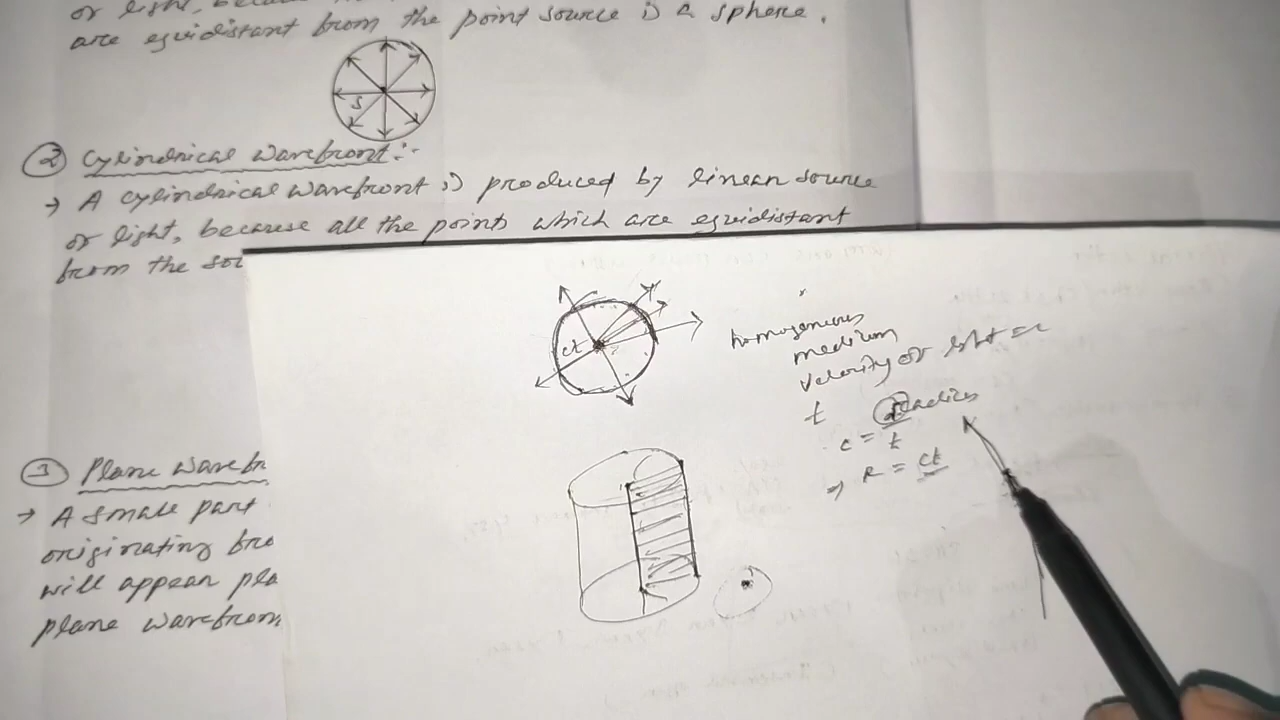 are equidistant from the point source is a sphere.
S
② Cylindrical Wavefront:-
→ A cylindrical wavefront is produced by linear source
of light, because all the points which are equidistant
from the sou
ct
homogeneous
medium
velocity of light = c
t radius
c = t
⇒ R = ct
③ Plane Wavefr
→ A small part
originating fro
will appear pla
plane wavefron